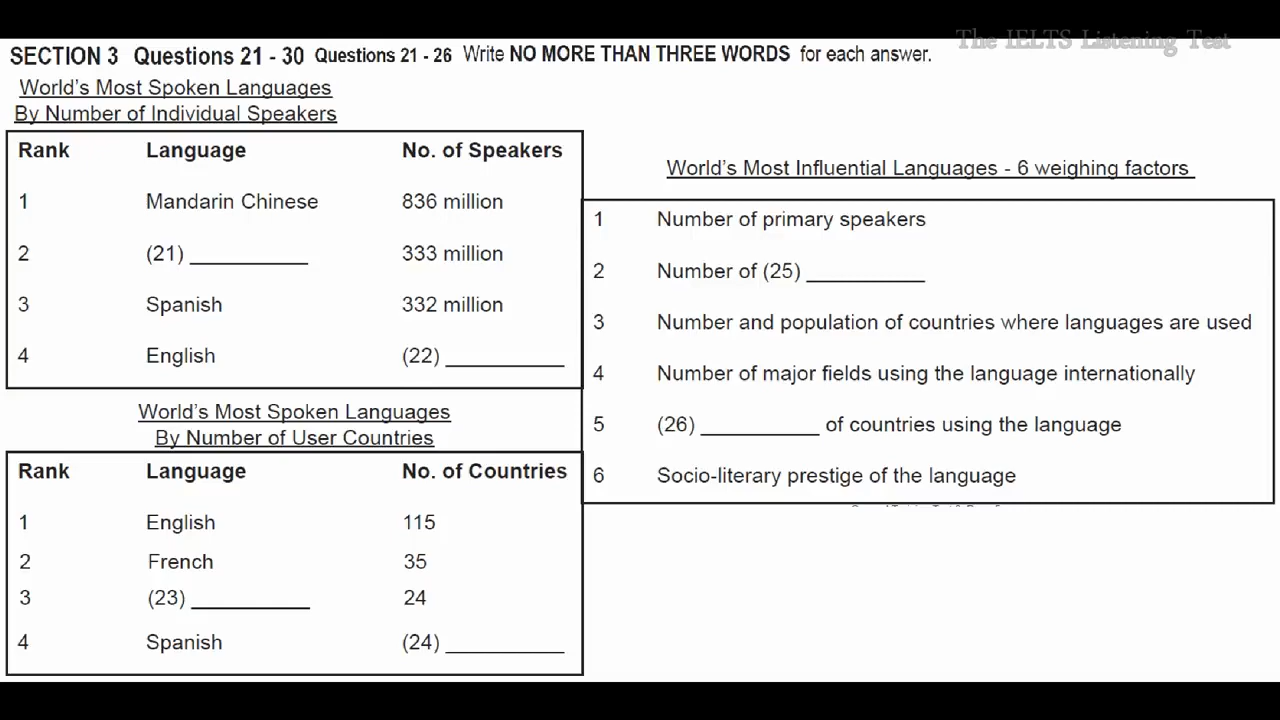 The IELTS Listening Test
SECTION 3 Questions 21 - 30 Questions 21 - 26 Write NO MORE THAN THREE WORDS for each answer.
World's Most Spoken Languages
By Number of Individual Speakers
Rank Language No. of Speakers
1 Mandarin Chinese 836 million
2 (21) __________ 333 million
3 Spanish 332 million
4 English (22) __________
World's Most Spoken Languages
By Number of User Countries
Rank Language No. of Countries
1 English 115
2 French 35
3 (23) __________ 24
4 Spanish (24) __________
World's Most Influential Languages - 6 weighing factors
1 Number of primary speakers
2 Number of (25) __________
3 Number and population of countries where languages are used
4 Number of major fields using the language internationally
5 (26) __________ of countries using the language
6 Socio-literary prestige of the language